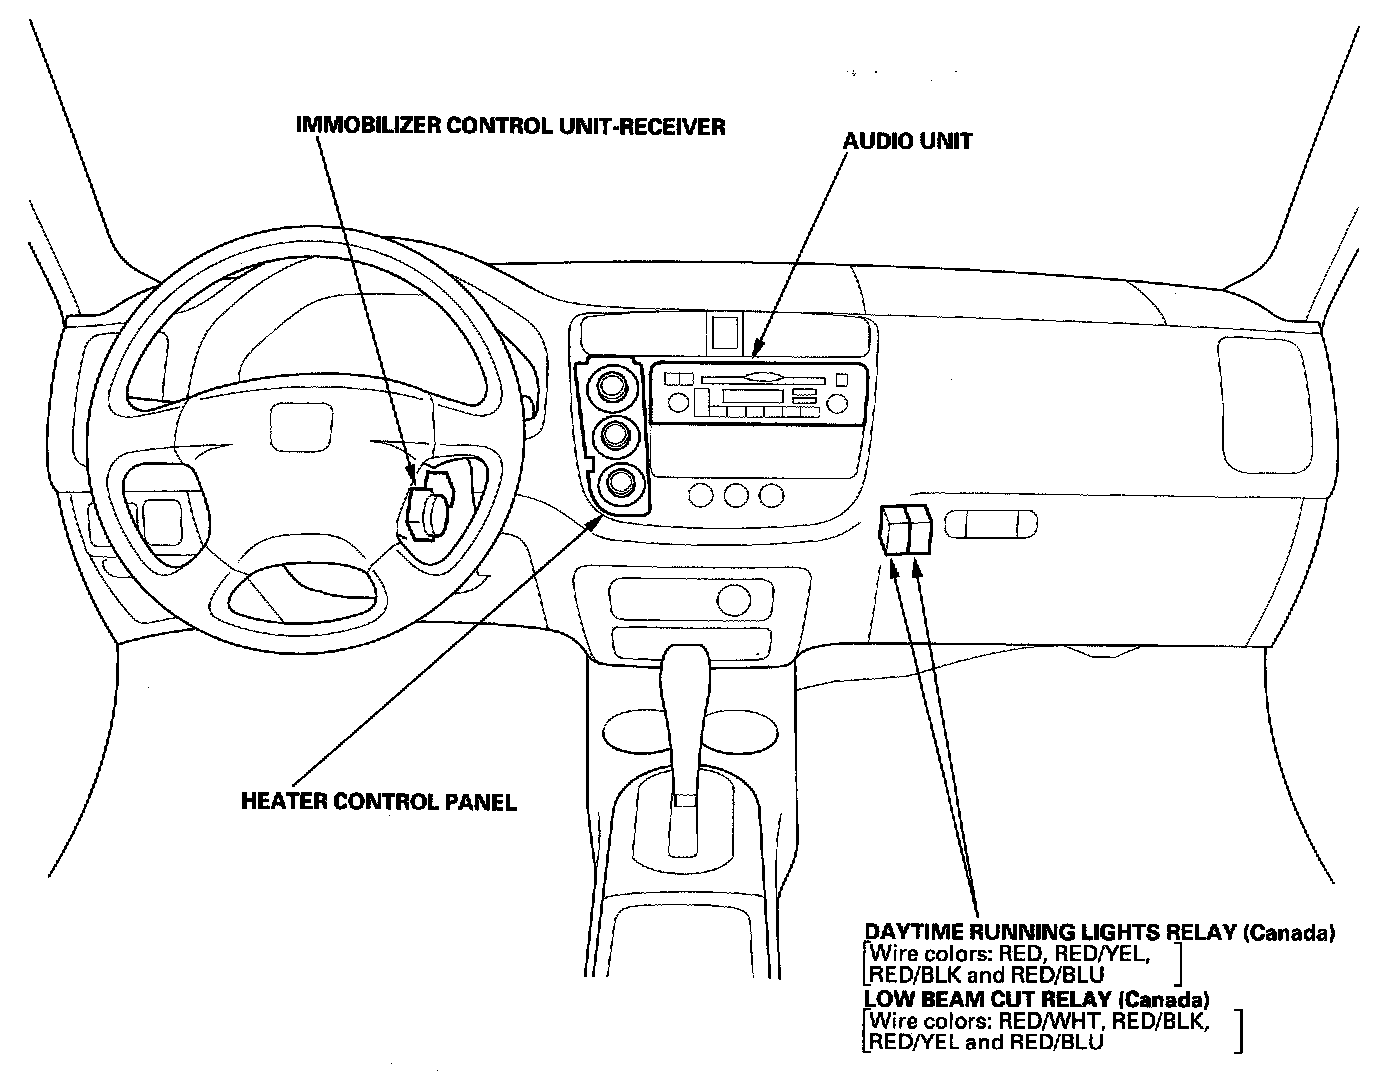 IMMOBILIZER CONTROL UNIT-RECEIVER
AUDIO UNIT
HEATER CONTROL PANEL
DAYTIME RUNNING LIGHTS RELAY (Canada)
[Wire colors: RED, RED/YEL,
RED/BLK and RED/BLU]
LOW BEAM CUT RELAY (Canada)
[Wire colors: RED/WHT, RED/BLK,
RED/YEL and RED/BLU]